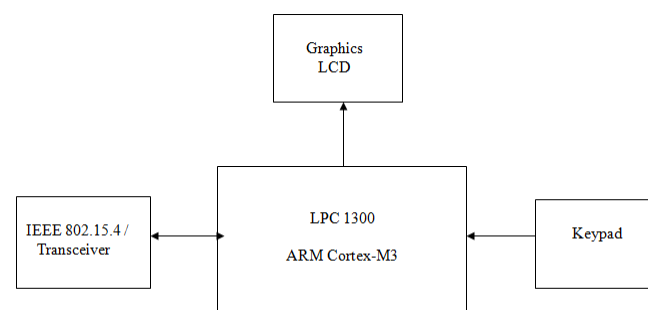 Graphics
LCD
LPC 1300
ARM Cortex-M3
IEEE 802.15.4 /
Transceiver
Keypad